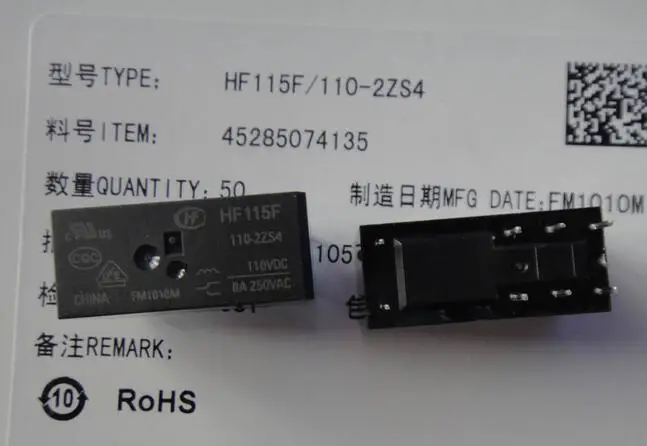 型号TYPE: HF115F/110-2ZS4
料号ITEM: 45285074135
数量QUANTITY: 50 制造日期MFG DATE: FM1010M
HF HF115F
110-2ZS4
CQC
110VDC
8A 250VAC
CHINA FM1010M
备注REMARK:
10 RoHS